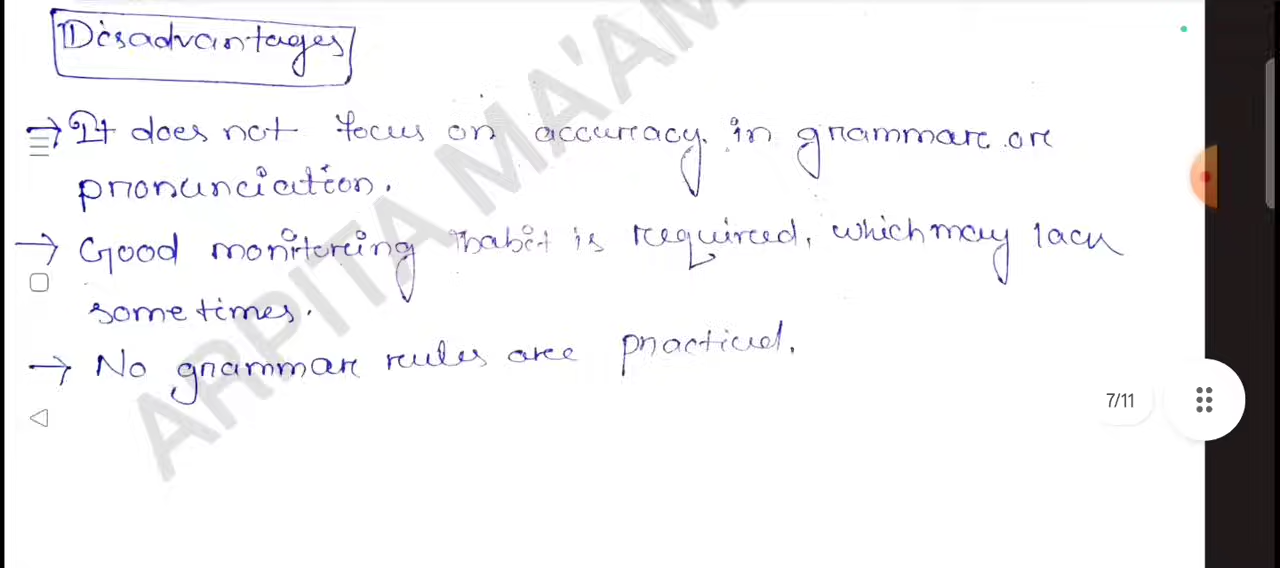 Disadvantages
→ It does not focus on accuracy in grammar or
pronunciation.
→ Good monitoring habit is required, which may lack
sometimes.
→ No grammar rules are practiced.
7/11
ARPITA MA'AM